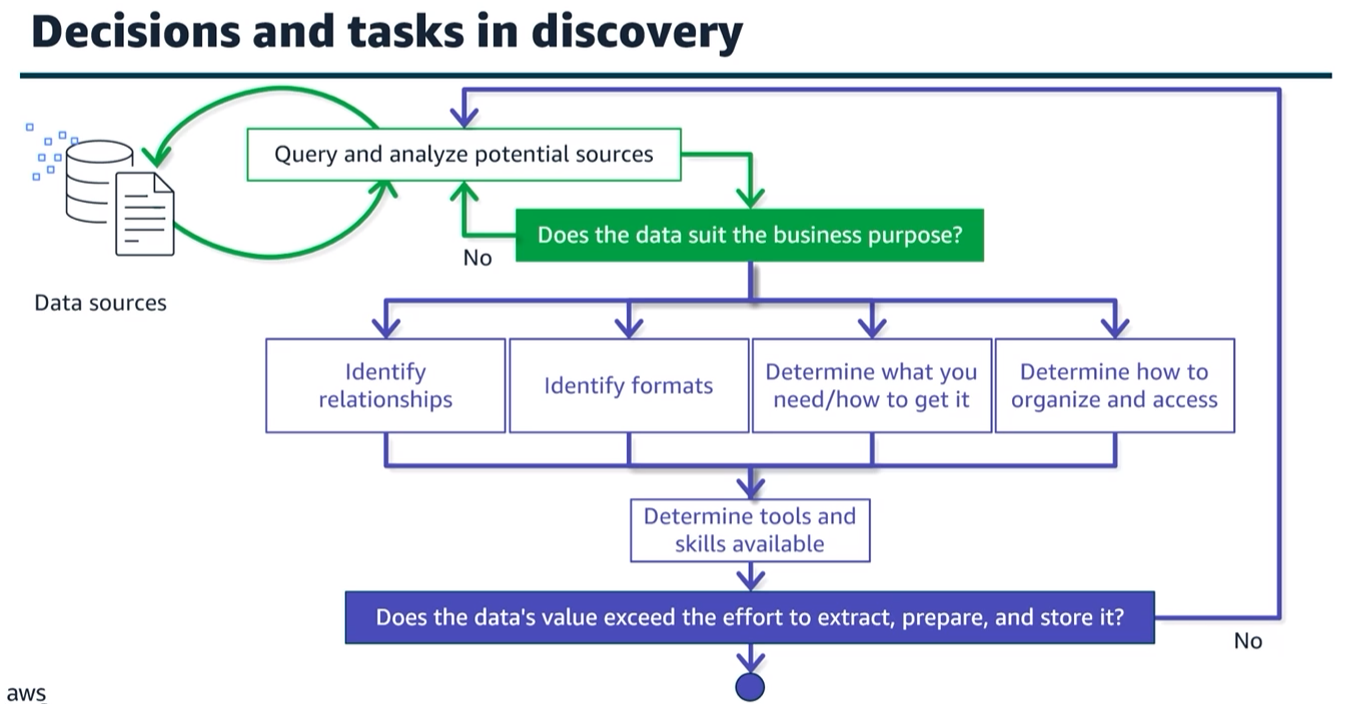 Decisions and tasks in discovery
Query and analyze potential sources
Does the data suit the business purpose?
No
Data sources
Identify
relationships
Identify formats
Determine what you
need/how to get it
Determine how to
organize and access
Determine tools and
skills available
Does the data's value exceed the effort to extract, prepare, and store it?
No
aws